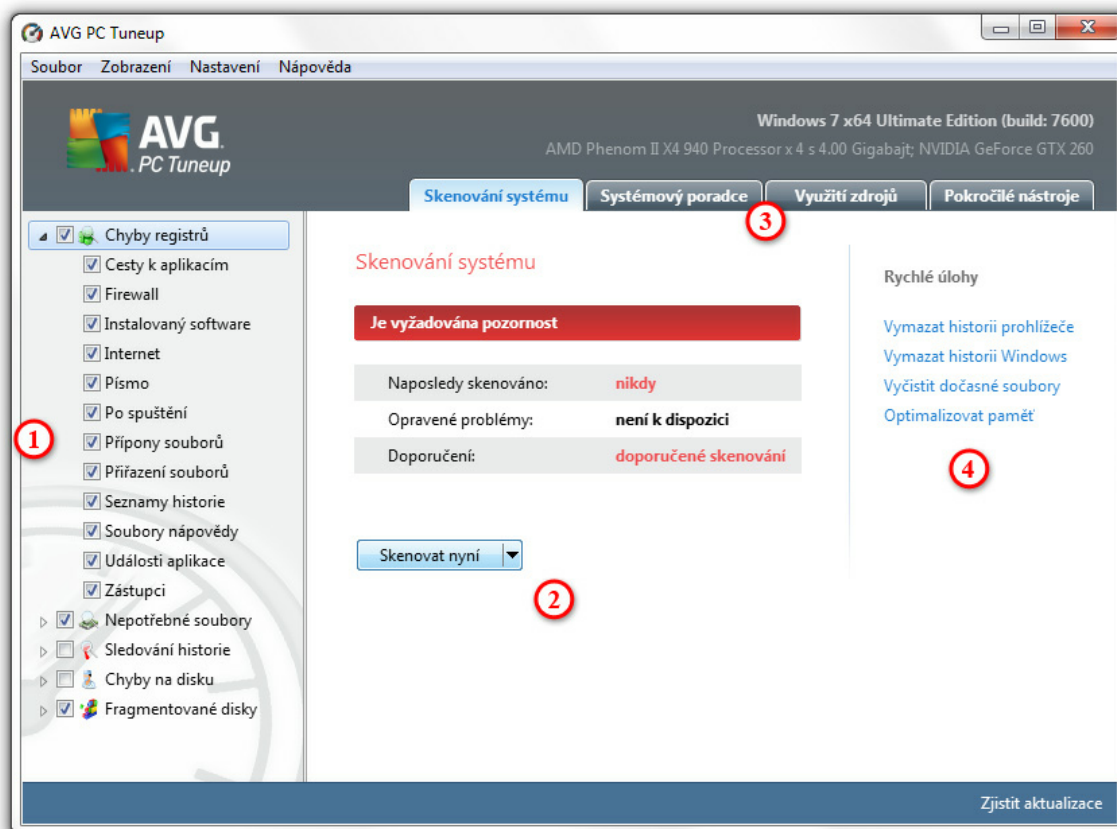 AVG PC Tuneup
Soubor Zobrazení Nastavení Nápověda
AVG.
PC Tuneup
Windows 7 x64 Ultimate Edition (build: 7600)
AMD Phenom II X4 940 Processor x 4 s 4.00 Gigabajt; NVIDIA GeForce GTX 260
Skenování systému Systémový poradce Využití zdrojů Pokročilé nástroje
3
Chyby registrů
Cesty k aplikacím
Firewall
Instalovaný software
Internet
Písmo
Po spuštění
1
Přípony souborů
Přiřazení souborů
Seznamy historie
Soubory nápovědy
Události aplikace
Zástupci
Nepotřebné soubory
Sledování historie
Chyby na disku
Fragmentované disky
Skenování systému
Je vyžadována pozornost
Naposledy skenováno: nikdy
Opravené problémy: není k dispozici
Doporučení: doporučené skenování
Skenovat nyní
2
Rychlé úlohy
Vymazat historii prohlížeče
Vymazat historii Windows
Vyčistit dočasné soubory
Optimalizovat paměť
4
Zjistit aktualizace